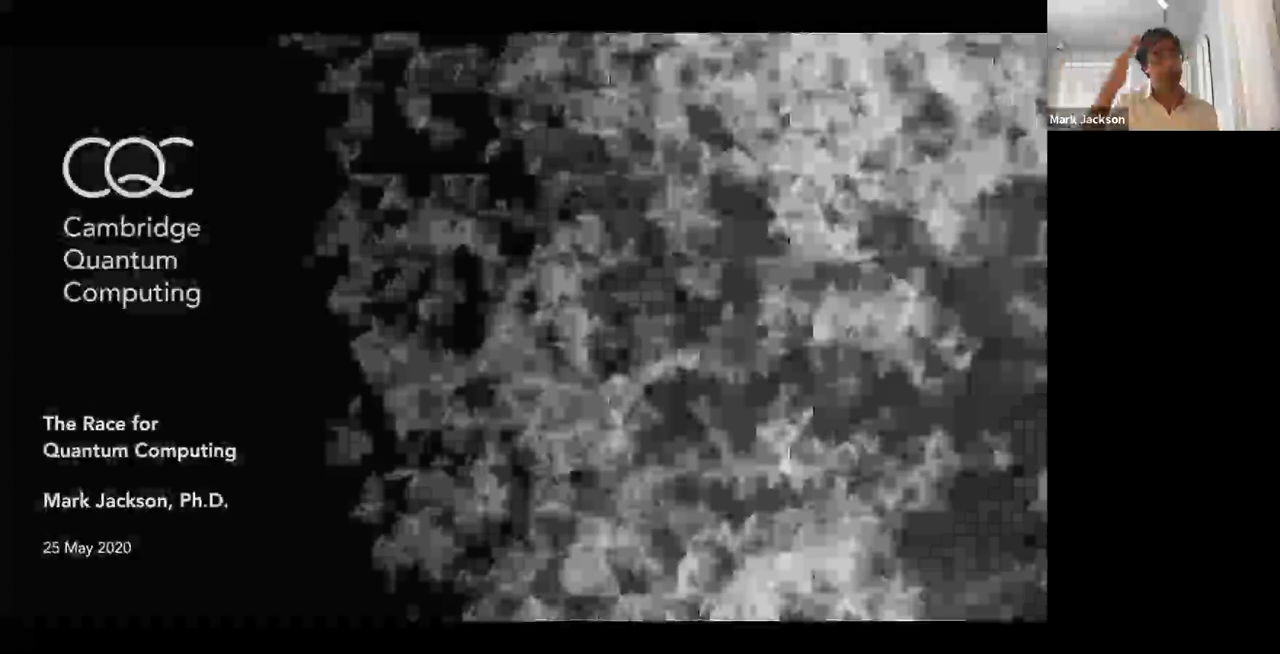 CQC
Cambridge
Quantum
Computing
The Race for
Quantum Computing
Mark Jackson, Ph.D.
25 May 2020
Mark Jackson